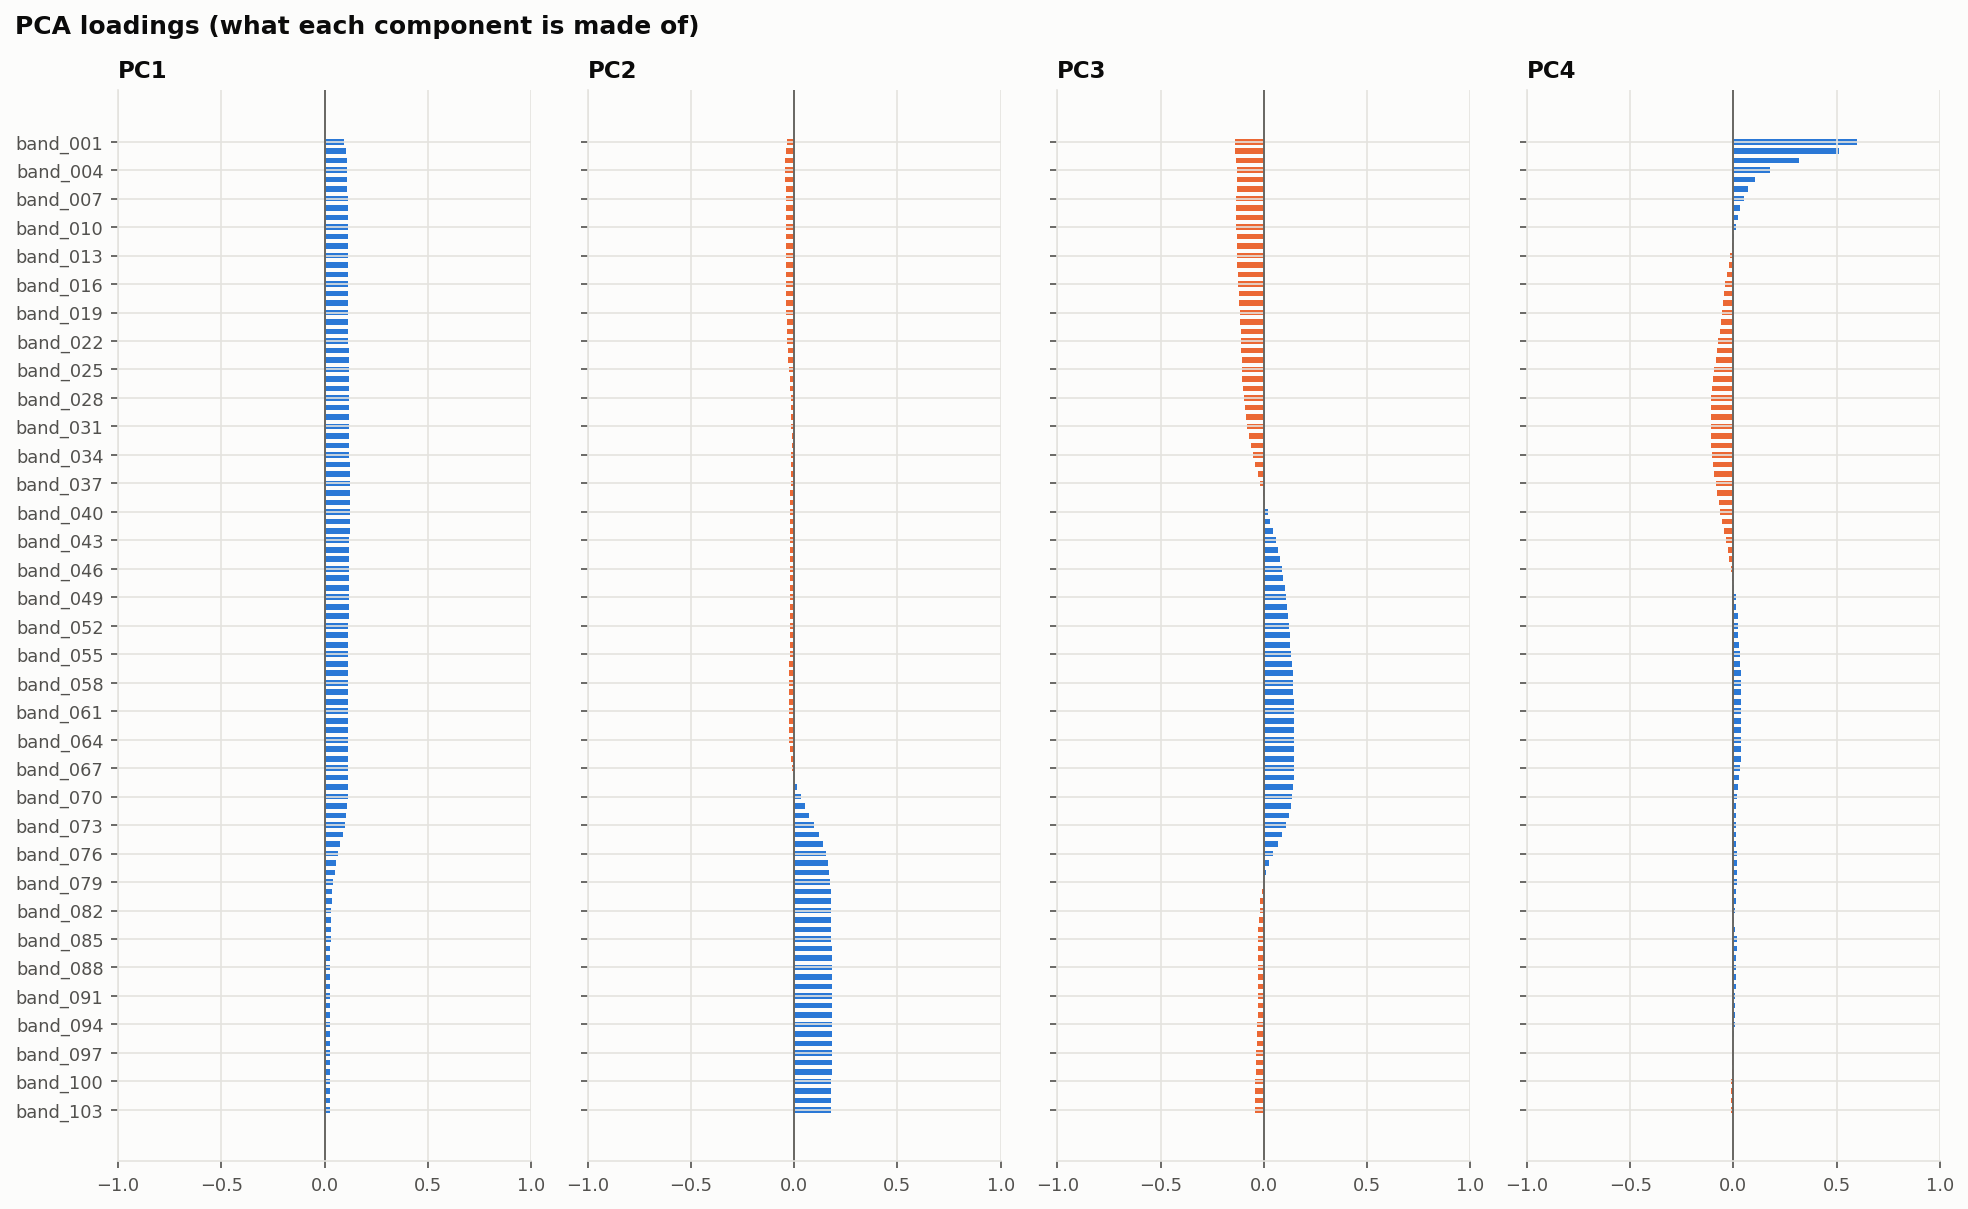 PCA loadings (what each component is made of)
PC1 PC2 PC3 PC4
band_001
band_004
band_007
band_010
band_013
band_016
band_019
band_022
band_025
band_028
band_031
band_034
band_037
band_040
band_043
band_046
band_049
band_052
band_055
band_058
band_061
band_064
band_067
band_070
band_073
band_076
band_079
band_082
band_085
band_088
band_091
band_094
band_097
band_100
band_103
−1.0 −0.5 0.0 0.5 1.0 −1.0 −0.5 0.0 0.5 1.0 −1.0 −0.5 0.0 0.5 1.0 −1.0 −0.5 0.0 0.5 1.0